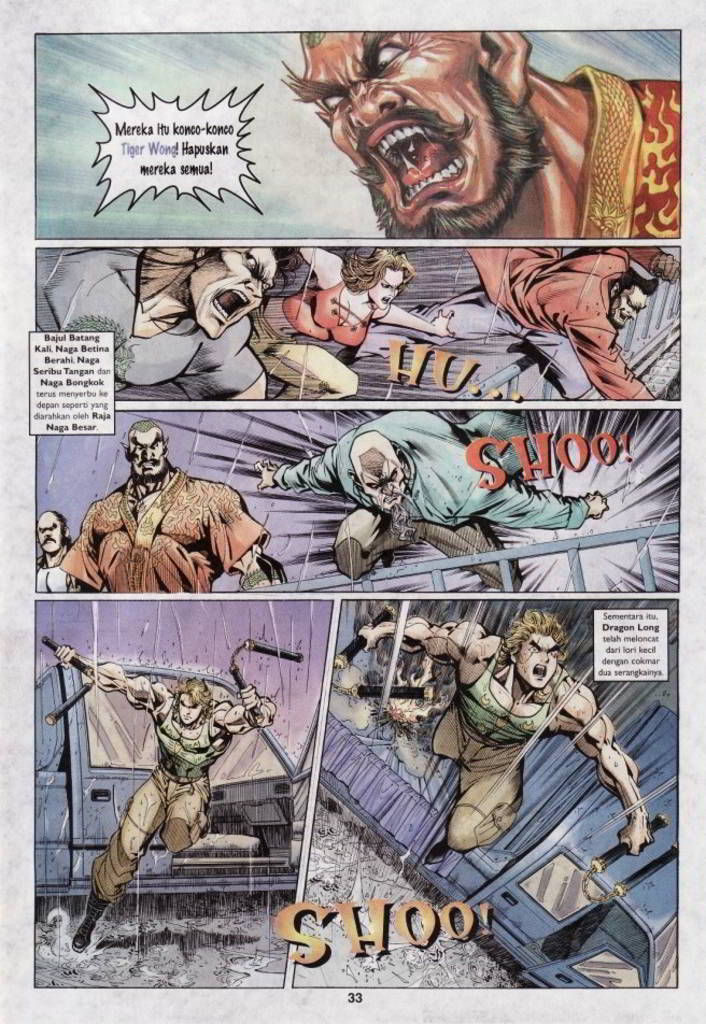 Mereka itu konco-konco
Tiger Wong! Hapuskan
mereka semua!
Bajul Batang
Kali, Naga Betina
Berahi, Naga
Seribu Tangan dan
Naga Bongkok
terus menyerbu ke
depan seperti yang
diarahkan oleh Raja
Naga Besar.
HU...
SHOO!
Sementara itu,
Dragon Long
telah meloncat
dari lori kecil
dengan cokmar
dua serangkainya.
SHOO!
33